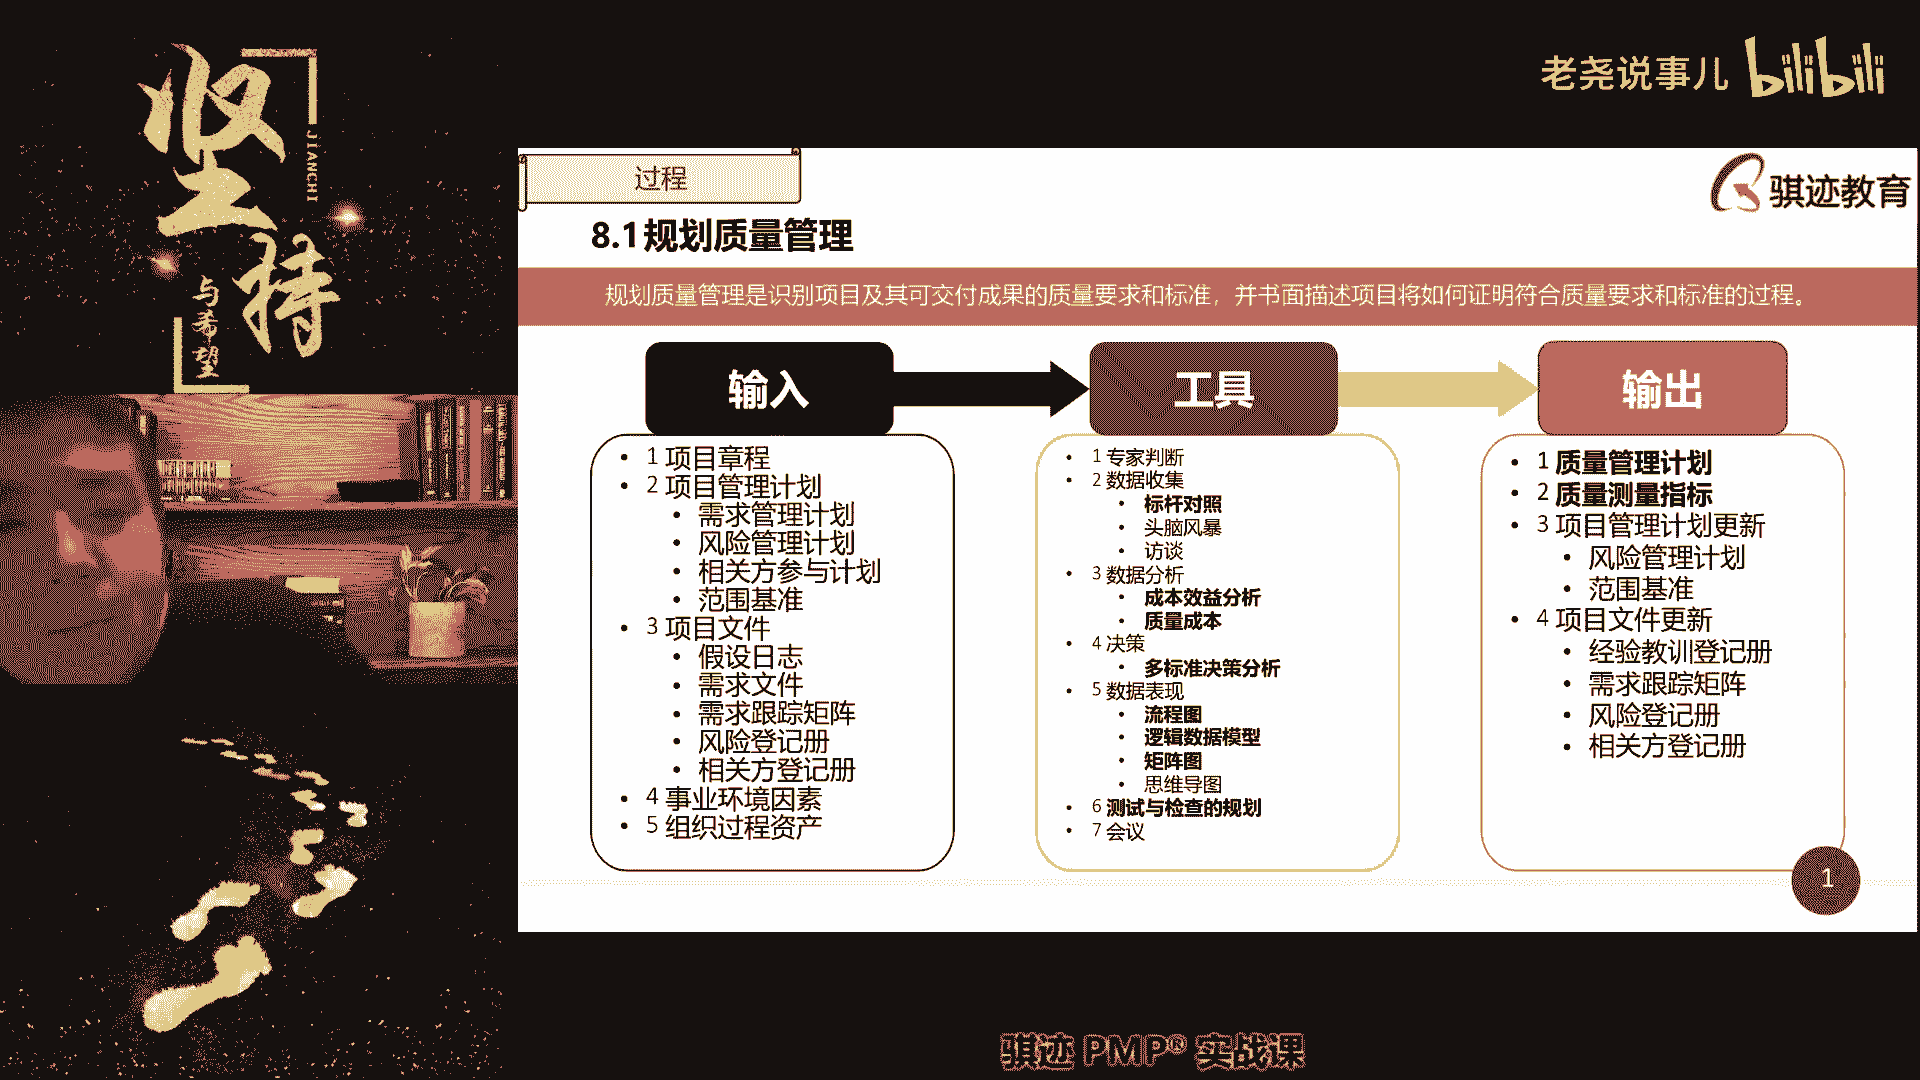 坚持
JIANCHI
与希望
老尧说事儿 bilibili
过程
骐迹教育
8.1规划质量管理
规划质量管理是识别项目及其可交付成果的质量要求和标准，并书面描述项目将如何证明符合质量要求和标准的过程。
输入
• 1 项目章程
• 2 项目管理计划
• 需求管理计划
• 风险管理计划
• 相关方参与计划
• 范围基准
• 3 项目文件
• 假设日志
• 需求文件
• 需求跟踪矩阵
• 风险登记册
• 相关方登记册
• 4 事业环境因素
• 5 组织过程资产
工具
• 1 专家判断
• 2 数据收集
• 标杆对照
• 头脑风暴
• 访谈
• 3 数据分析
• 成本效益分析
• 质量成本
• 4 决策
• 多标准决策分析
• 5 数据表现
• 流程图
• 逻辑数据模型
• 矩阵图
• 思维导图
• 6 测试与检查的规划
• 7 会议
输出
• 1 质量管理计划
• 2 质量测量指标
• 3 项目管理计划更新
• 风险管理计划
• 范围基准
• 4 项目文件更新
• 经验教训登记册
• 需求跟踪矩阵
• 风险登记册
• 相关方登记册
1
骐迹 PMP® 实战课